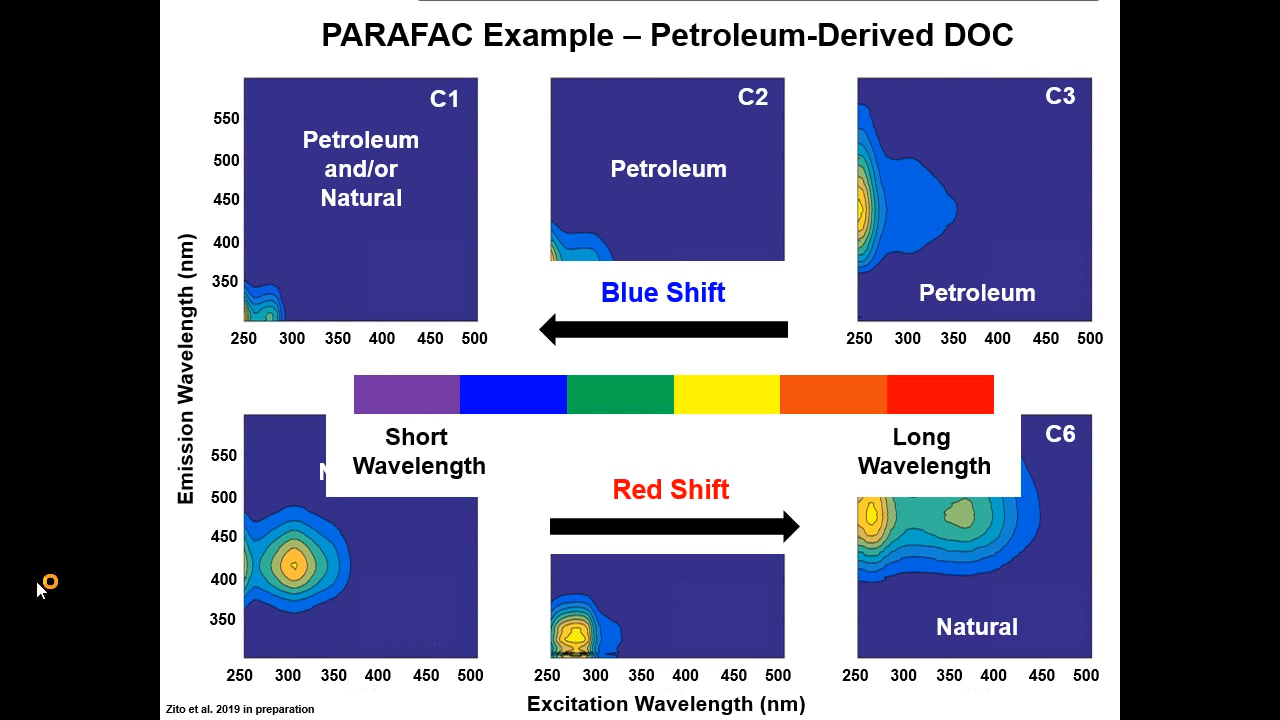 PARAFAC Example – Petroleum-Derived DOC
C1
Petroleum
and/or
Natural
C2
Petroleum
C3
Petroleum
550
500
450
400
350
250 300 350 400 450 500
250 300 350 400 450 500
Blue Shift
Short
Wavelength
Long
Wavelength
Red Shift
C6
Natural
550
500
450
400
350
250 300 350 400 450 500
250 300 350 400 450 500
250 300 350 400 450 500
Emission Wavelength (nm)
Excitation Wavelength (nm)
Zito et al. 2019 in preparation